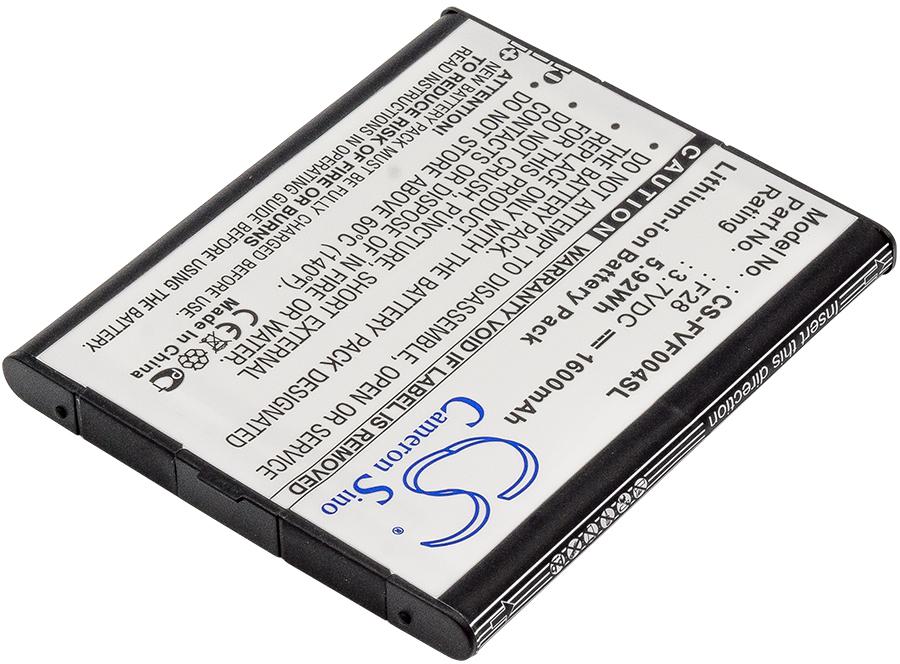 Model No.: CS-FVF004SL
Part No.: F28
Rating: 3.7VDC 1600mAh
5.92Wh
Lithium-ion Battery Pack
CAUTION
DO NOT ATTEMPT TO DISASSEMBLE, OPEN OR SERVICE
THE BATTERY PACK. DO NOT USE IF LABEL IS REMOVED
REPLACE ONLY WITH THE BATTERY PACK DESIGNATED
FOR THIS PRODUCT.
DO NOT CRUSH, PUNCTURE, SHORT EXTERNAL
CONTACTS OR DISPOSE OF IN FIRE OR WATER.
DO NOT STORE ABOVE 60C (140°F).
ATTENTION:
NEW BATTERY PACK MUST BE FULLY CHARGED BEFORE USE
TO REDUCE RISK OF FIRE OR BURNS
READ INSTRUCTIONS OPERATING GUIDE BEFORE USING THE BATTERY.
Made in China
CS
Cameron Sino
®
Insert this direction